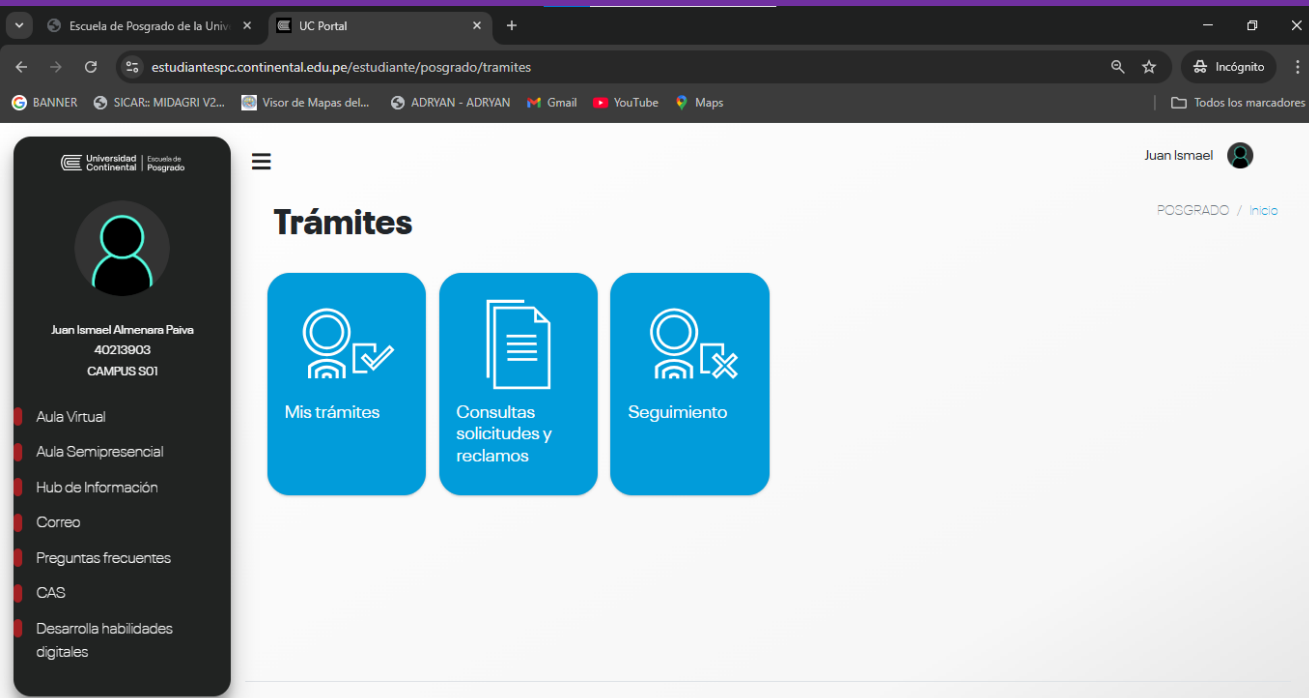 Escuela de Posgrado de la Univ
UC Portal
estudiantespc.continental.edu.pe/estudiante/posgrado/tramites
Incógnito
BANNER
SICAR:: MIDAGRI V2...
Visor de Mapas del...
ADRYAN - ADRYAN
Gmail
YouTube
Maps
Todos los marcadores
Universidad
Continental
Escuela de
Posgrado
Juan Ismael
Juan Ismael Almenara Paiva
40213903
CAMPUS S01
Aula Virtual
Aula Semipresencial
Hub de Información
Correo
Preguntas frecuentes
CAS
Desarrolla habilidades
digitales
Trámites
POSGRADO / Inicio
Mis trámites
Consultas
solicitudes y
reclamos
Seguimiento